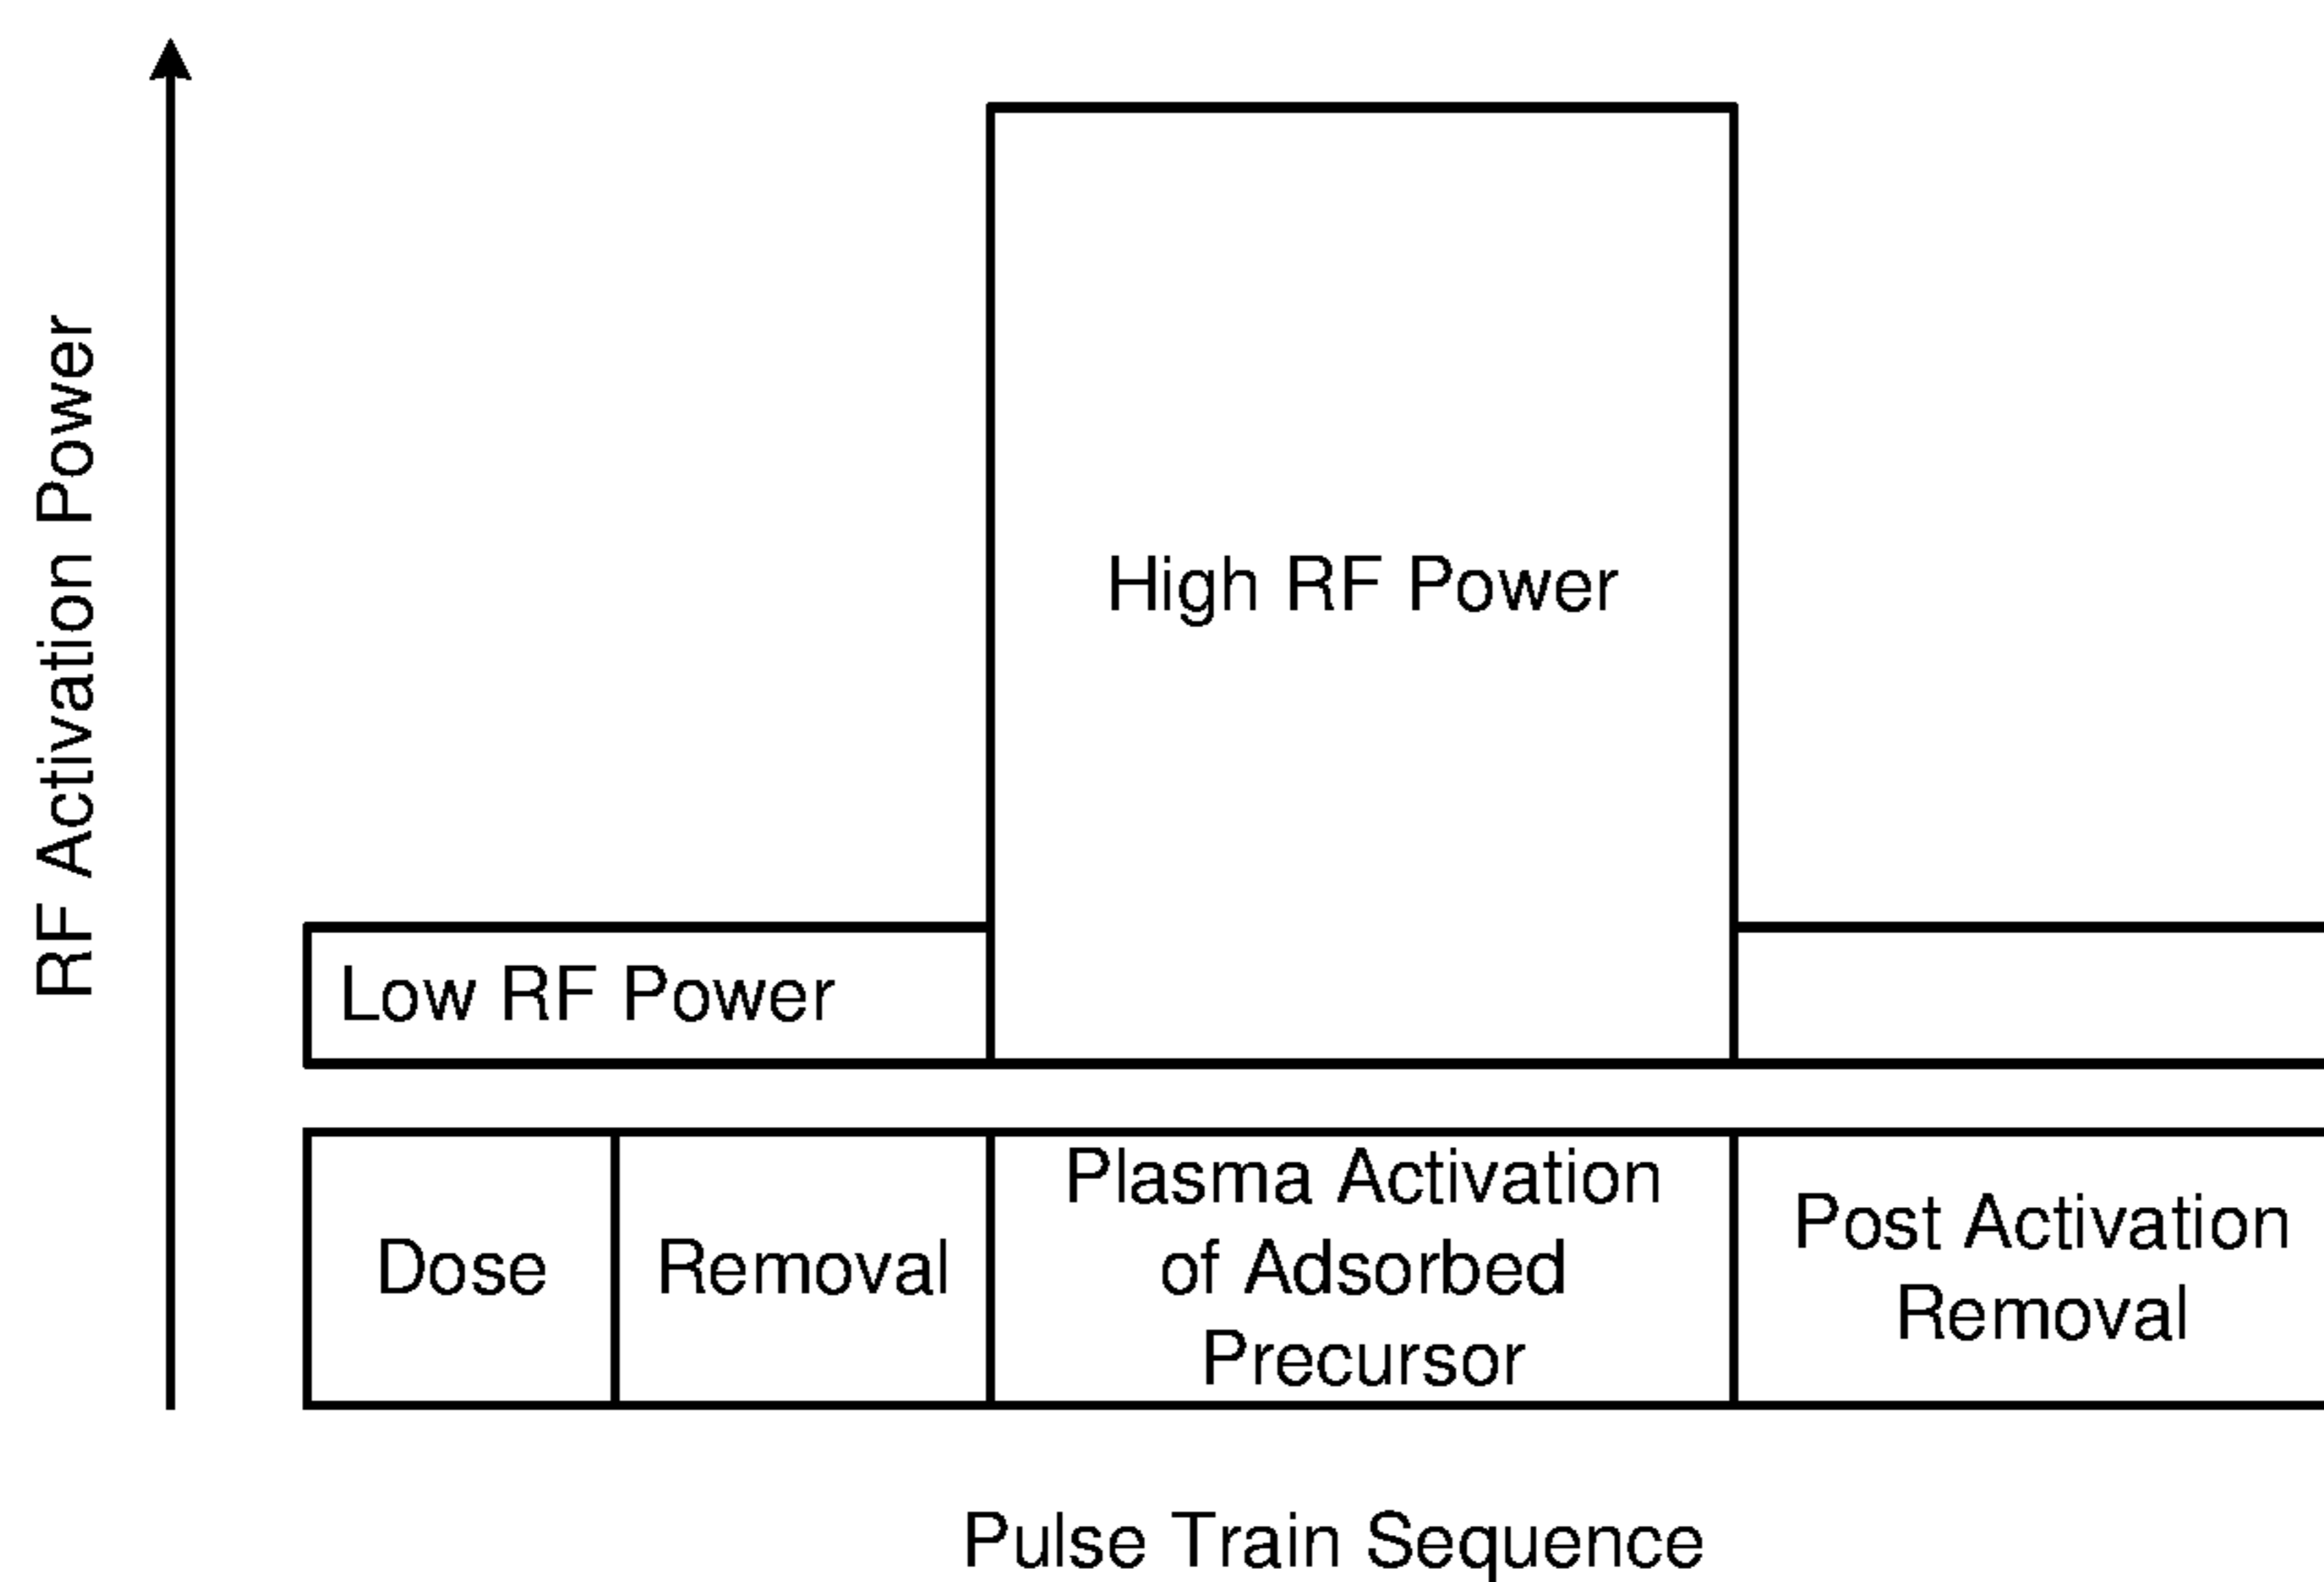 RF Activation Power
High RF Power
Low RF Power
Dose
Removal
Plasma Activation
of Adsorbed
Precursor
Post Activation
Removal
Pulse Train Sequence